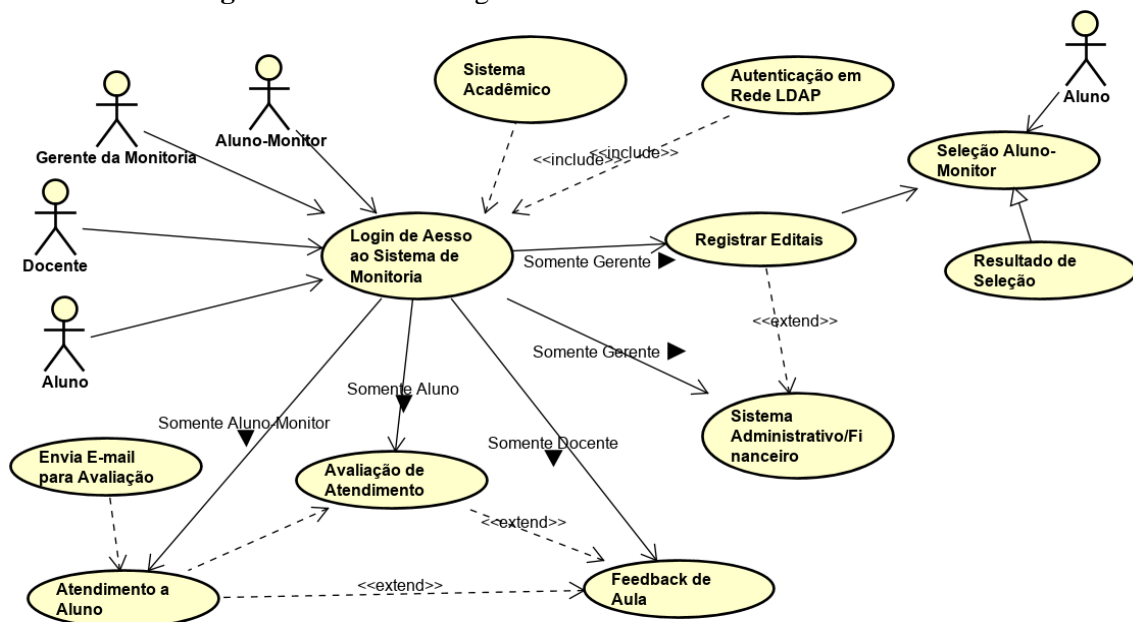 Sistema
Acadêmico
Autenticação em
Rede LDAP
Aluno
Gerente da Monitoria
Aluno-Monitor
<<include>>
<<include>>
Seleção Aluno-
Monitor
Docente
Login de Aesso
ao Sistema de
Monitoria
Registrar Editais
Somente Gerente
Resultado de
Seleção
Aluno
<<extend>>
Somente Gerente
Somente Aluno
Somente Aluno-Monitor
Somente Docente
Sistema
Administrativo/Fi
nanceiro
Envia E-mail
para Avaliação
Avaliação de
Atendimento
<<extend>>
Atendimento a
Aluno
<<extend>>
Feedback de
Aula